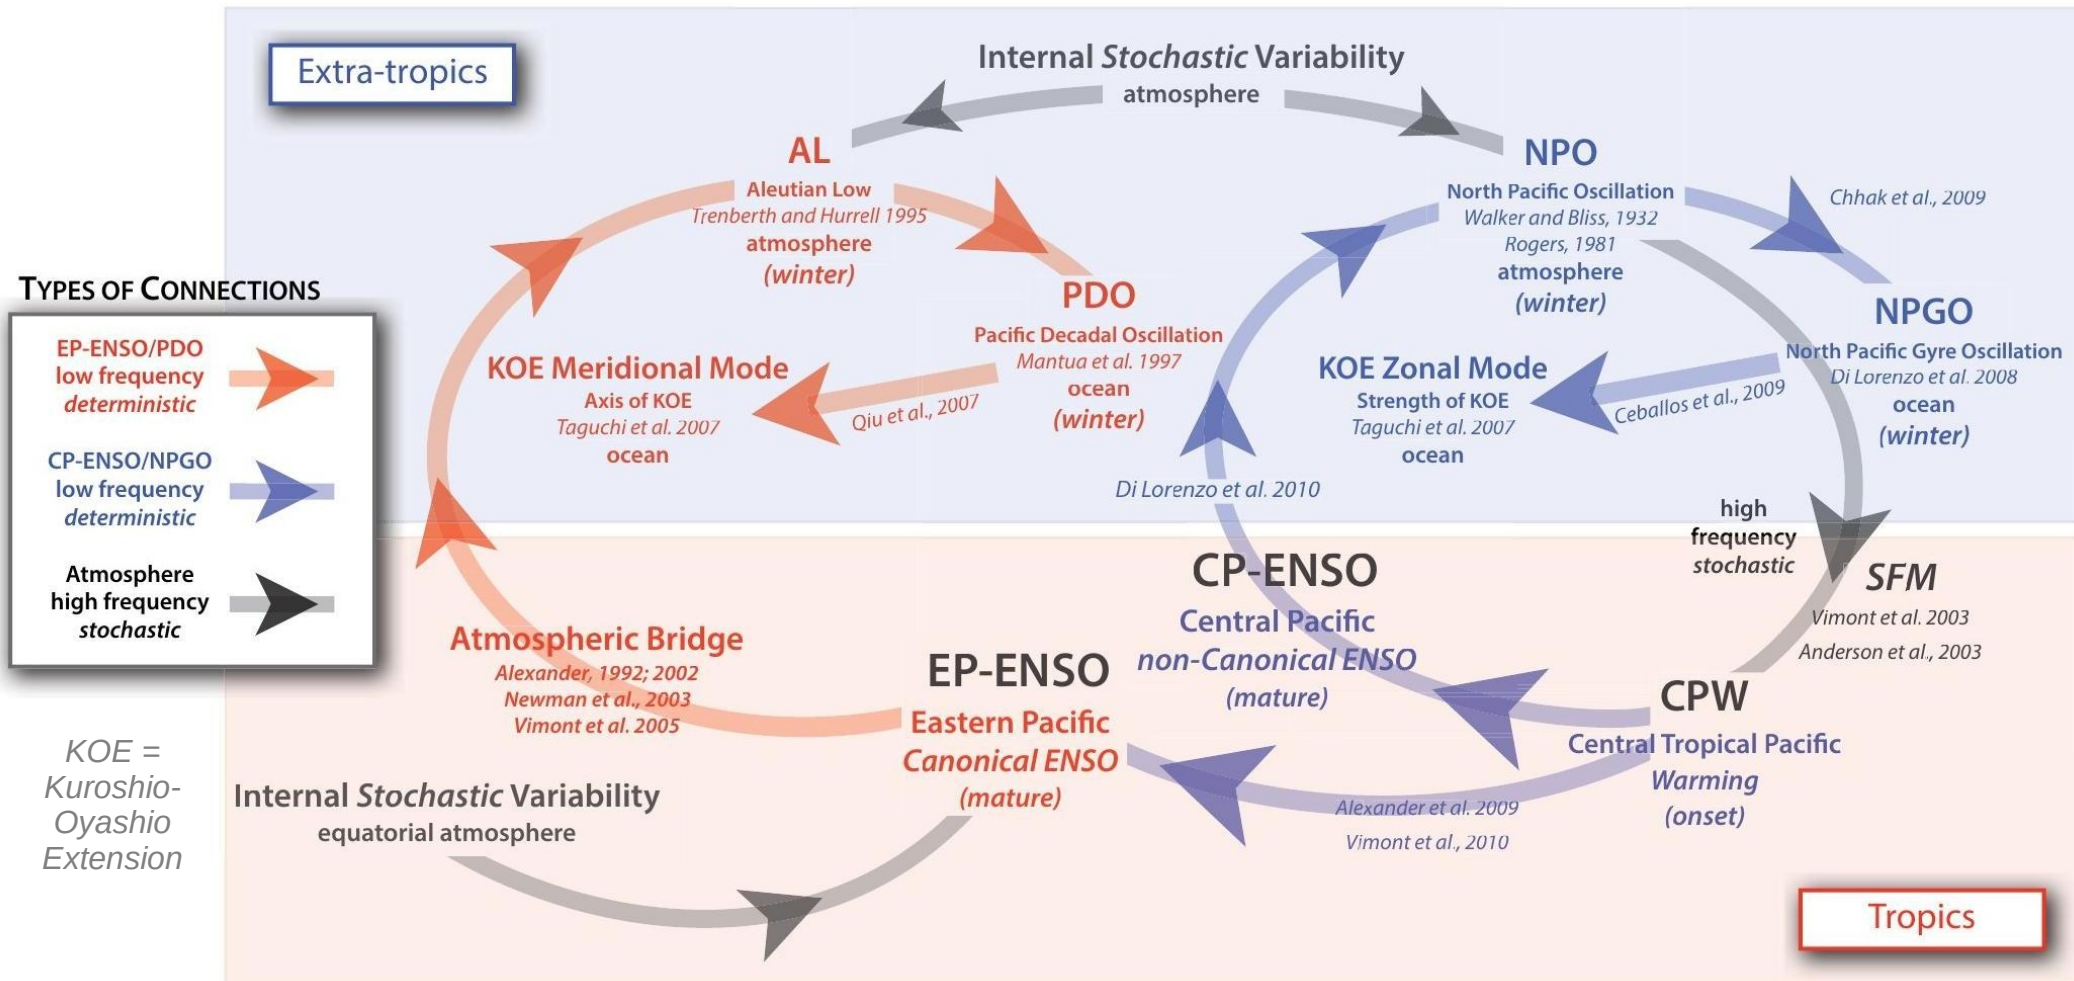 Extra-tropics
Internal Stochastic Variability
atmosphere
AL
Aleutian Low
Trenberth and Hurrell 1995
atmosphere
(winter)
NPO
North Pacific Oscillation
Walker and Bliss, 1932
Rogers, 1981
atmosphere
(winter)
Chhak et al., 2009
TYPES OF CONNECTIONS
EP-ENSO/PDO
low frequency
deterministic
CP-ENSO/NPGO
low frequency
deterministic
Atmosphere
high frequency
stochastic
PDO
Pacific Decadal Oscillation
Mantua et al. 1997
ocean
(winter)
NPGO
North Pacific Gyre Oscillation
Di Lorenzo et al. 2008
ocean
(winter)
KOE Meridional Mode
Axis of KOE
Taguchi et al. 2007
ocean
Qiu et al., 2007
KOE Zonal Mode
Strength of KOE
Taguchi et al. 2007
ocean
Ceballos et al., 2009
Di Lorenzo et al. 2010
high
frequency
stochastic
SFM
Vimont et al. 2003
Anderson et al., 2003
CP-ENSO
Central Pacific
non-Canonical ENSO
(mature)
Atmospheric Bridge
Alexander, 1992; 2002
Newman et al., 2003
Vimont et al. 2005
EP-ENSO
Eastern Pacific
Canonical ENSO
(mature)
CPW
Central Tropical Pacific
Warming
(onset)
Alexander et al. 2009
Vimont et al., 2010
KOE =
Kuroshio-
Oyashio
Extension
Internal Stochastic Variability
equatorial atmosphere
Tropics